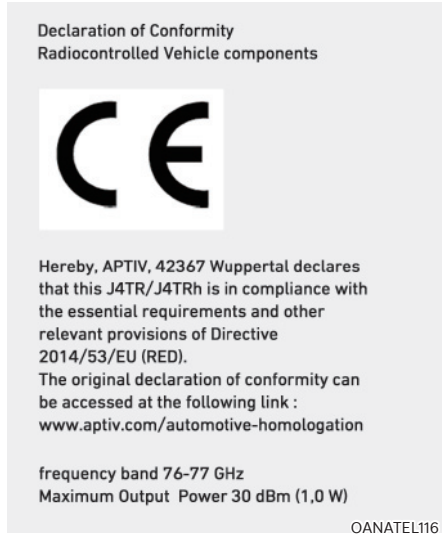 Declaration of Conformity
Radiocontrolled Vehicle components
CE
Hereby, APTIV, 42367 Wuppertal declares
that this J4TR/J4TRh is in compliance with
the essential requirements and other
relevant provisions of Directive
2014/53/EU (RED).
The original declaration of conformity can
be accessed at the following link :
www.aptiv.com/automotive-homologation
frequency band 76-77 GHz
Maximum Output Power 30 dBm (1,0 W)
OANATEL116